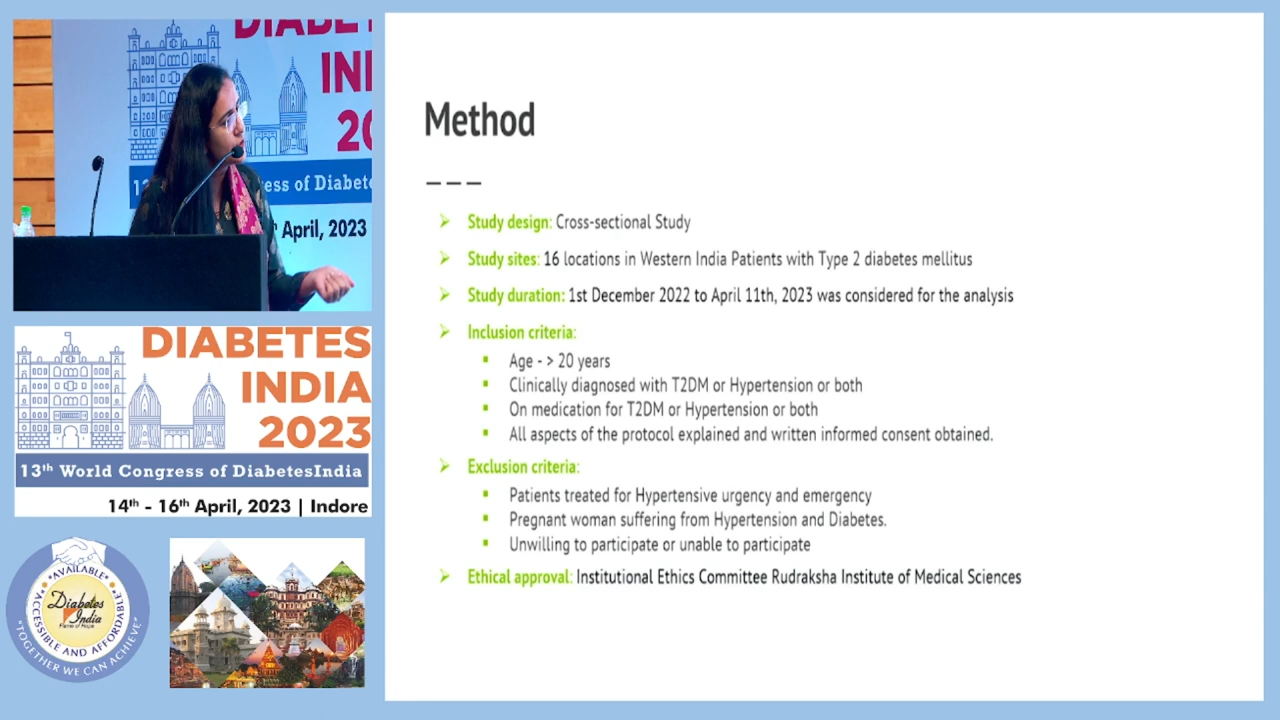 DIABET
IN
20
ess of Diabete
April, 2023
DIABETES
INDIA
2023
13th World Congress of DiabetesIndia
14th - 16th April, 2023 | Indore
"AVAILABLE"
"ACCESSIBLE AND AFFORDABLE"
Diabetes
India
Flame of Hope
"TOGETHER WE CAN ACHIEVE"
Method
Study design: Cross-sectional Study
Study sites: 16 locations in Western India Patients with Type 2 diabetes mellitus
Study duration: 1st December 2022 to April 11th, 2023 was considered for the analysis
Inclusion criteria:
Age - > 20 years
Clinically diagnosed with T2DM or Hypertension or both
On medication for T2DM or Hypertension or both
All aspects of the protocol explained and written informed consent obtained.
Exclusion criteria:
Patients treated for Hypertensive urgency and emergency
Pregnant woman suffering from Hypertension and Diabetes.
Unwilling to participate or unable to participate
Ethical approval: Institutional Ethics Committee Rudraksha Institute of Medical Sciences